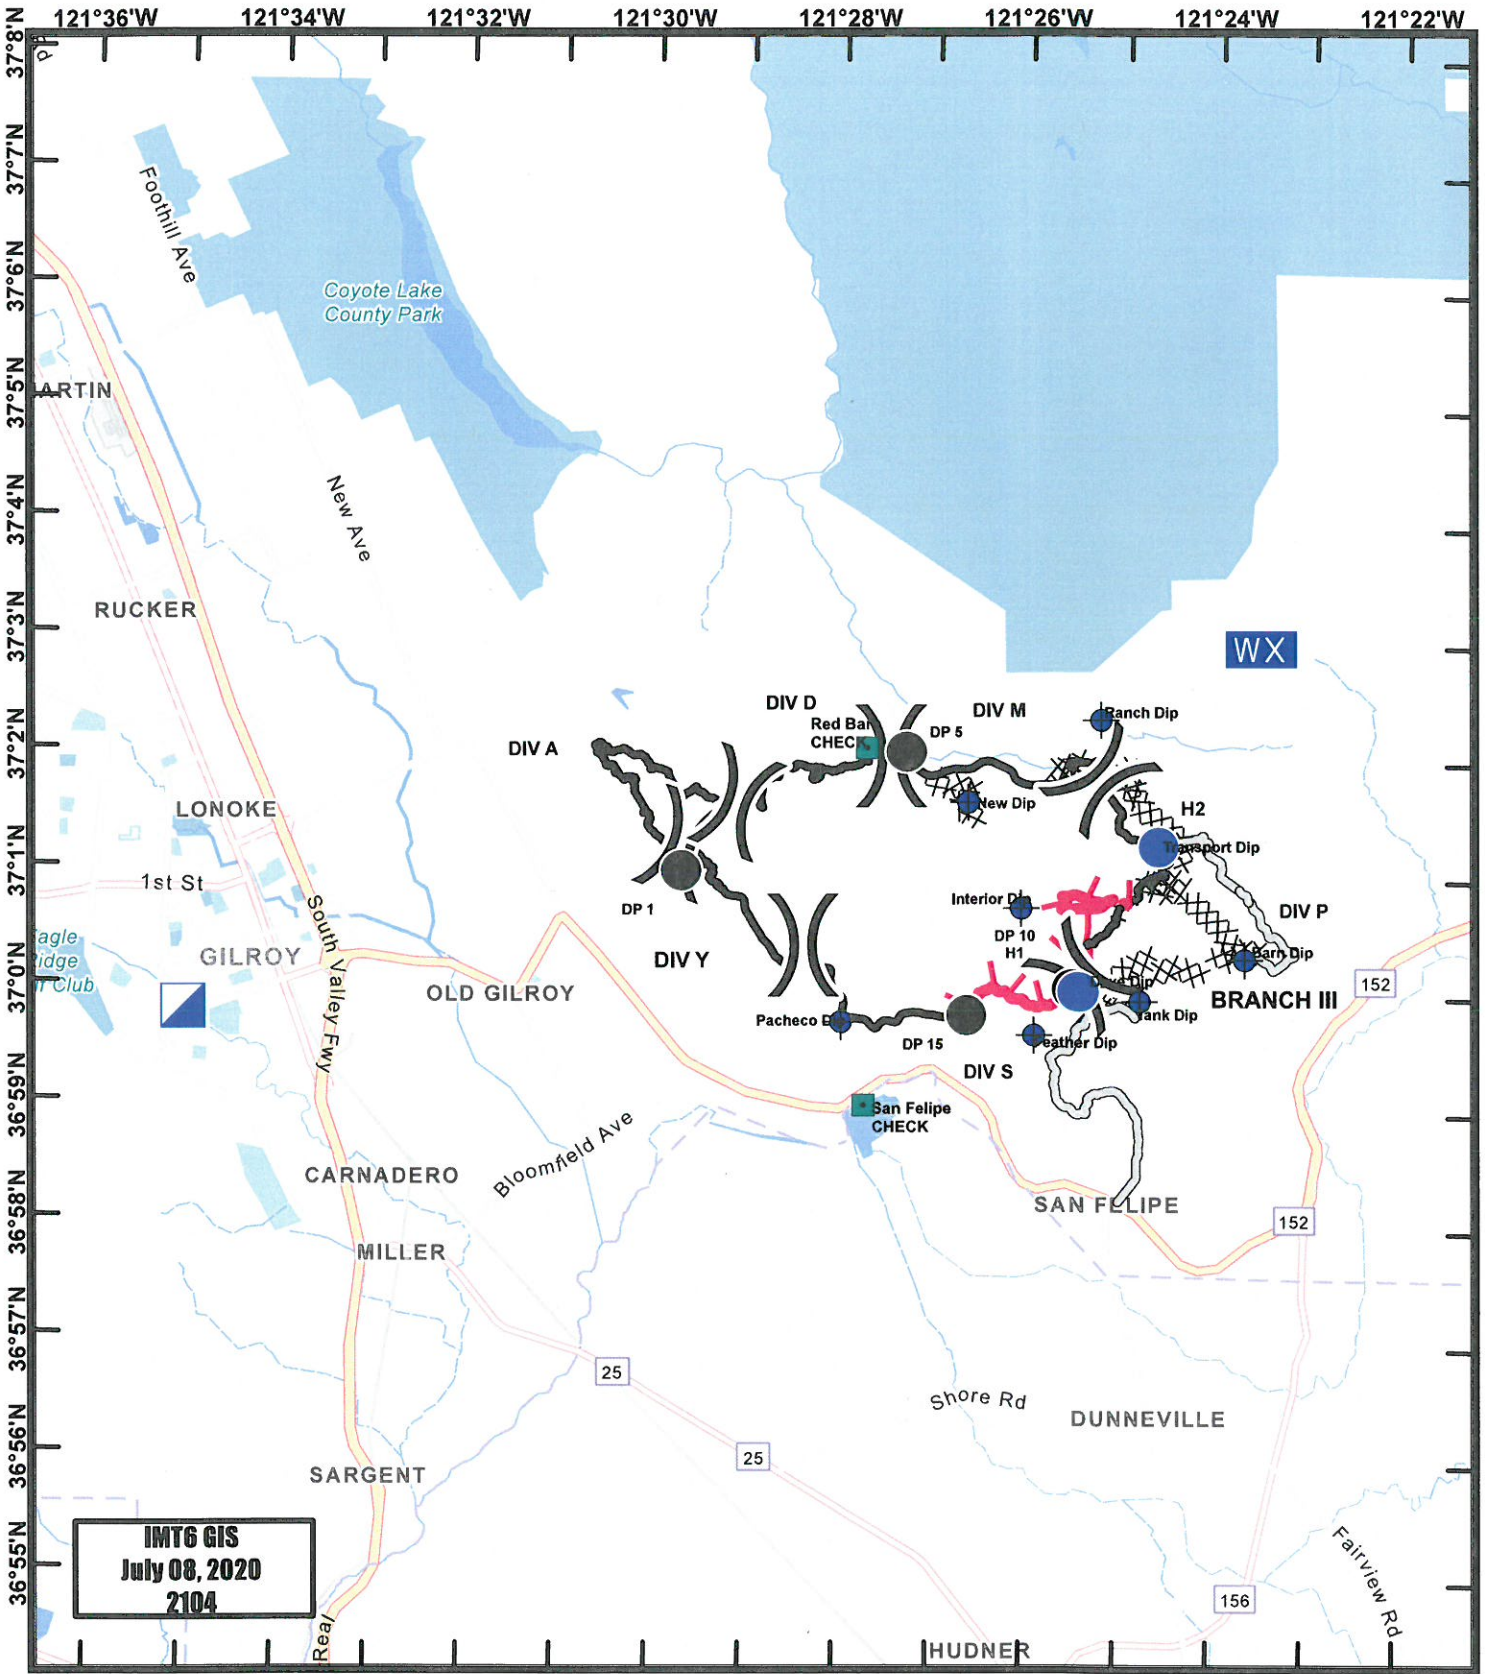 121°36'W 121°34'W 121°32'W 121°30'W 121°28'W 121°26'W 121°24'W 121°22'W
37°8'N
37°7'N
37°6'N
37°5'N
37°4'N
37°3'N
37°2'N
37°1'N
37°0'N
36°59'N
36°58'N
36°57'N
36°56'N
36°55'N
Foothill Ave
Coyote Lake
County Park
ARTIN
New Ave
RUCKER
WX
DIV D
DIV M
Ranch Dip
Red Bar
CHECK
DP 5
DIV A
New Dip
H2
LONOKE
Transport Dip
1st St
Interior Dip
DP 1
DIV P
South Valley Fwy
DP 10
H1
Barn Dip
GILROY
DIV Y
OLD GILROY
152
BRANCH III
Tank Dip
Pacheco D
DP 15
eather Dip
DIV S
San Felipe
CHECK
Bloomfield Ave
CARNADERO
SAN FELIPE
152
MILLER
25
Shore Rd
DUNNEVILLE
25
SARGENT
IMT6 GIS
July 08, 2020
2104
Fairview Rd
156
Real
HUDNER